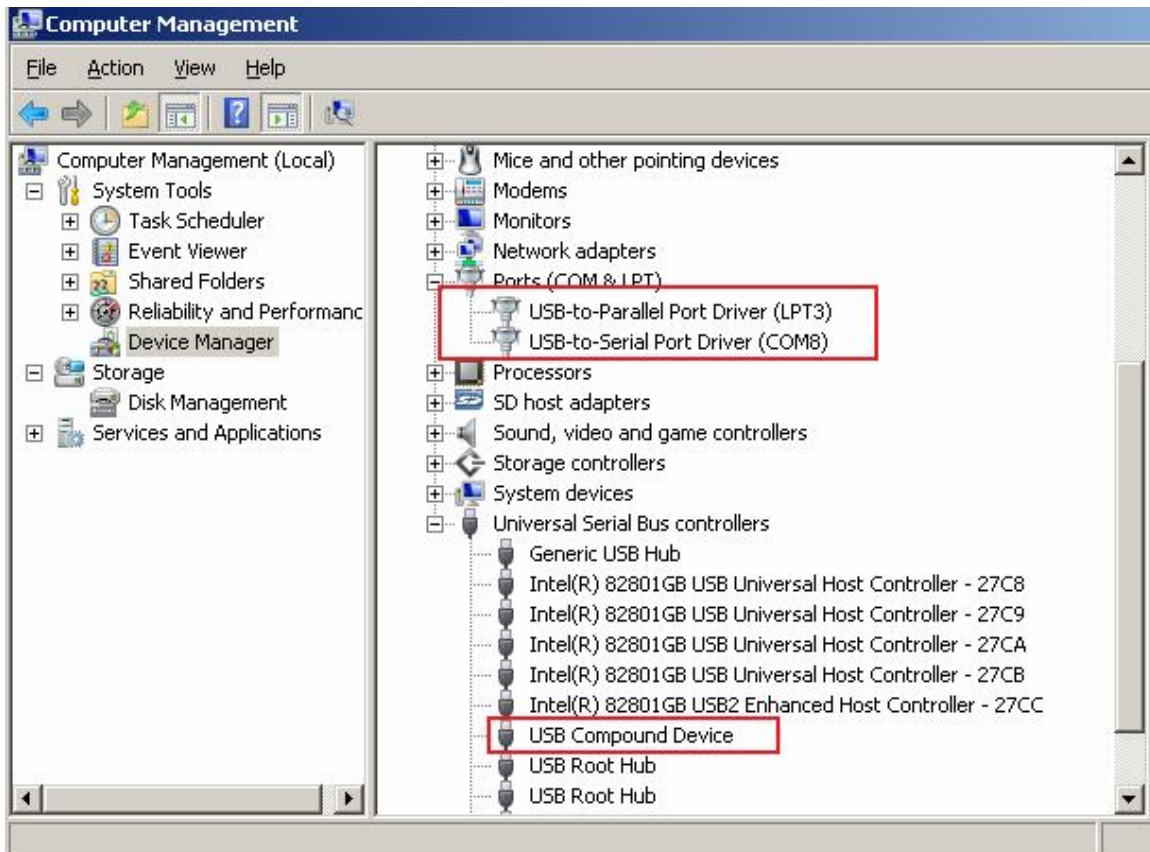 Computer Management
File Action View Help
Computer Management (Local)
System Tools
Task Scheduler
Event Viewer
Shared Folders
Reliability and Performanc
Device Manager
Storage
Disk Management
Services and Applications
Mice and other pointing devices
Modems
Monitors
Network adapters
Ports (COM & LPT)
USB-to-Parallel Port Driver (LPT3)
USB-to-Serial Port Driver (COM8)
Processors
SD host adapters
Sound, video and game controllers
Storage controllers
System devices
Universal Serial Bus controllers
Generic USB Hub
Intel(R) 82801GB USB Universal Host Controller - 27C8
Intel(R) 82801GB USB Universal Host Controller - 27C9
Intel(R) 82801GB USB Universal Host Controller - 27CA
Intel(R) 82801GB USB Universal Host Controller - 27CB
Intel(R) 82801GB USB2 Enhanced Host Controller - 27CC
USB Compound Device
USB Root Hub
USB Root Hub